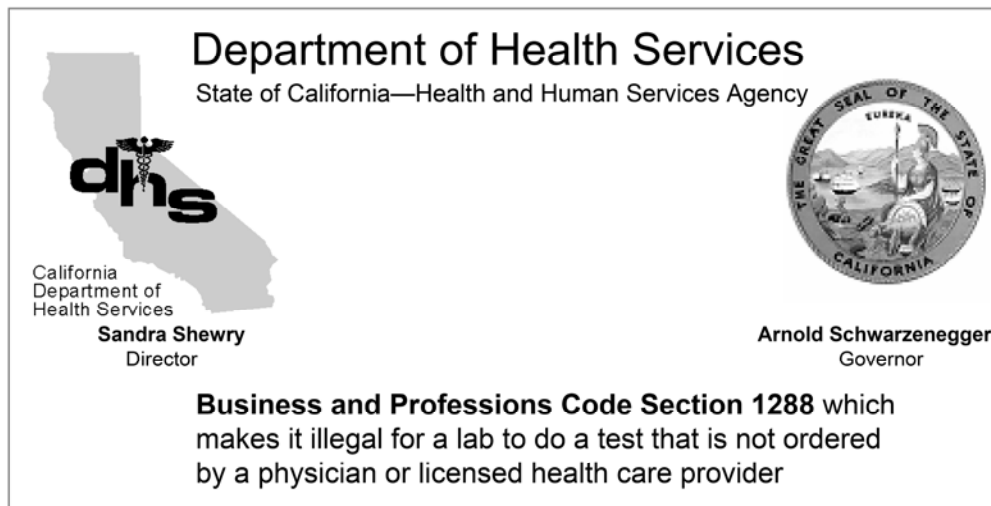 Department of Health Services
State of California—Health and Human Services Agency
dhs
California
Department of
Health Services
Sandra Shewry
Director
THE GREAT SEAL OF THE STATE OF CALIFORNIA
EUREKA
Arnold Schwarzenegger
Governor
Business and Professions Code Section 1288 which
makes it illegal for a lab to do a test that is not ordered
by a physician or licensed health care provider